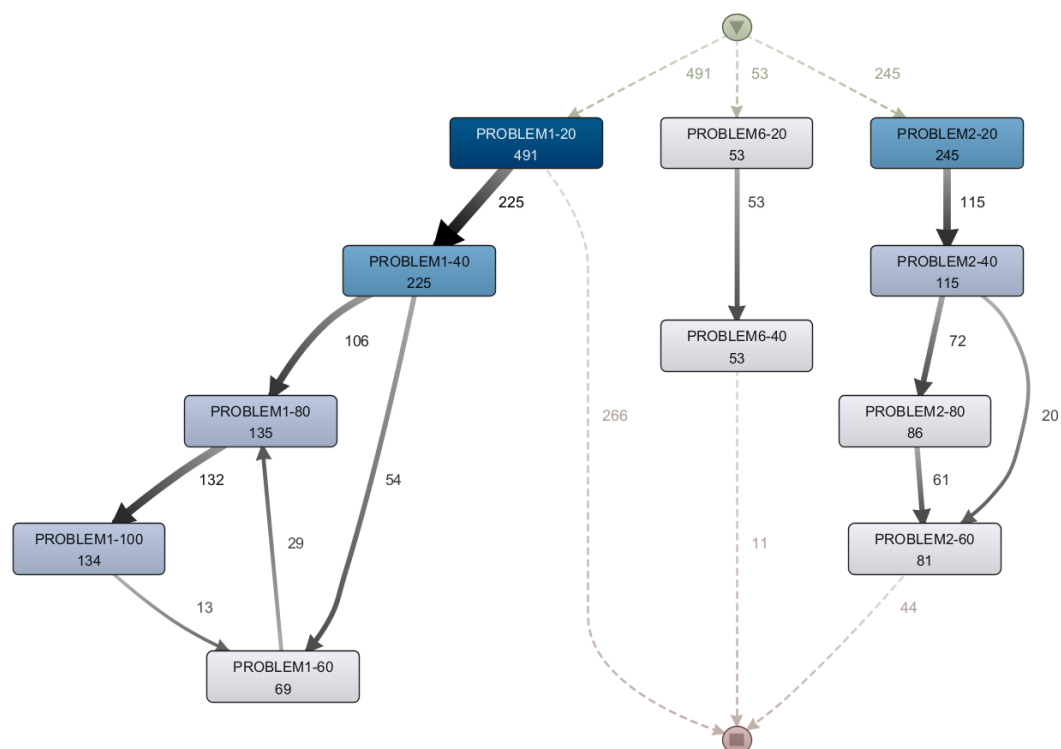 491
53
245
PROBLEM1-20
491
PROBLEM6-20
53
PROBLEM2-20
245
225
53
115
PROBLEM1-40
225
PROBLEM2-40
115
106
PROBLEM6-40
53
72
PROBLEM1-80
135
266
PROBLEM2-80
86
20
132
54
61
PROBLEM1-100
134
29
11
PROBLEM2-60
81
13
44
PROBLEM1-60
69